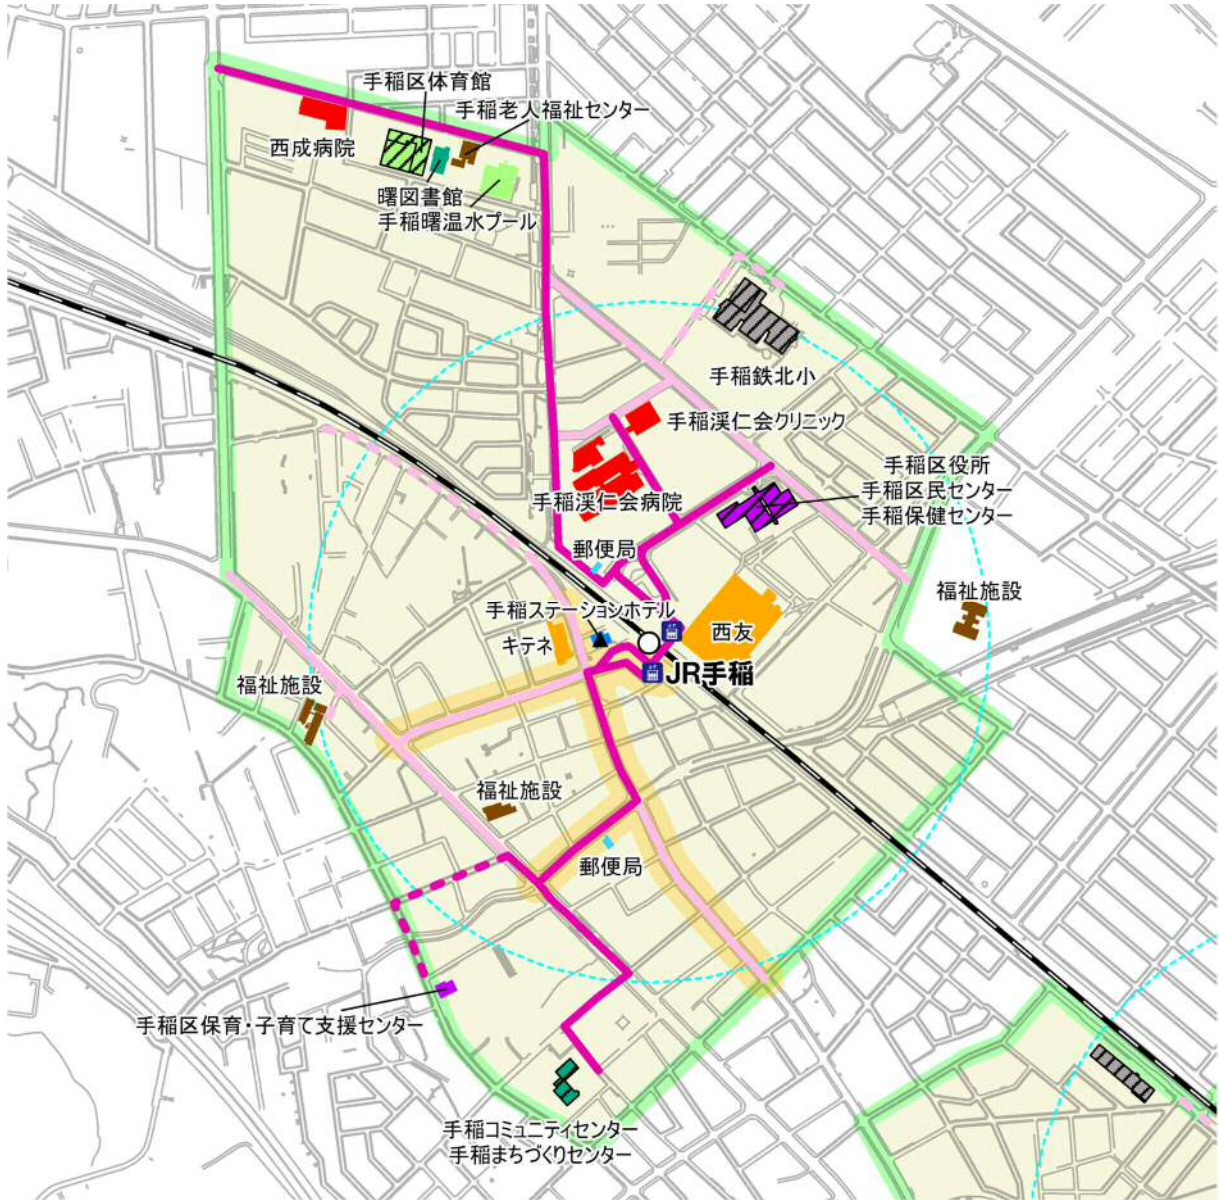 手稲区体育館
手稲老人福祉センター
西成病院
曙図書館
手稲曙温水プール
手稲鉄北小
手稲渓仁会クリニック
手稲区役所
手稲区民センター
手稲保健センター
手稲渓仁会病院
郵便局
福祉施設
手稲ステーションホテル
キテネ
西友
JR手稲
福祉施設
福祉施設
郵便局
手稲区保育・子育て支援センター
手稲コミュニティセンター
手稲まちづくりセンター